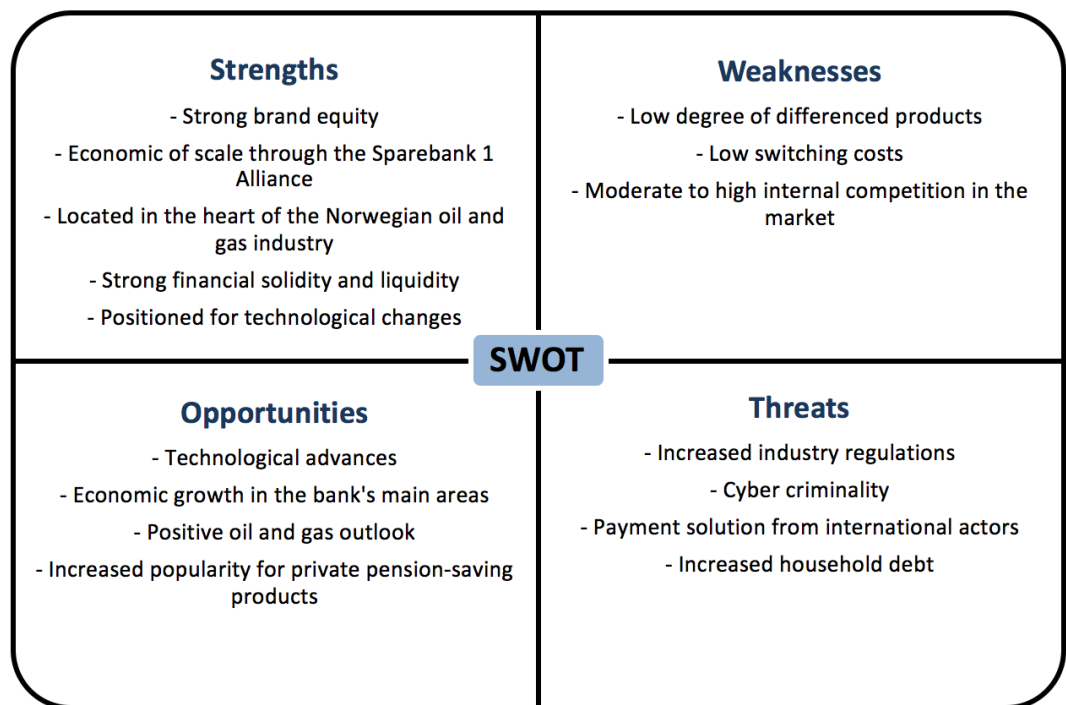 Strengths
- Strong brand equity
- Economic of scale through the Sparebank 1
Alliance
- Located in the heart of the Norwegian oil and
gas industry
- Strong financial solidity and liquidity
- Positioned for technological changes
Weaknesses
- Low degree of differenced products
- Low switching costs
- Moderate to high internal competition in the
market
SWOT
Opportunities
- Technological advances
- Economic growth in the bank's main areas
- Positive oil and gas outlook
- Increased popularity for private pension-saving
products
Threats
- Increased industry regulations
- Cyber criminality
- Payment solution from international actors
- Increased household debt